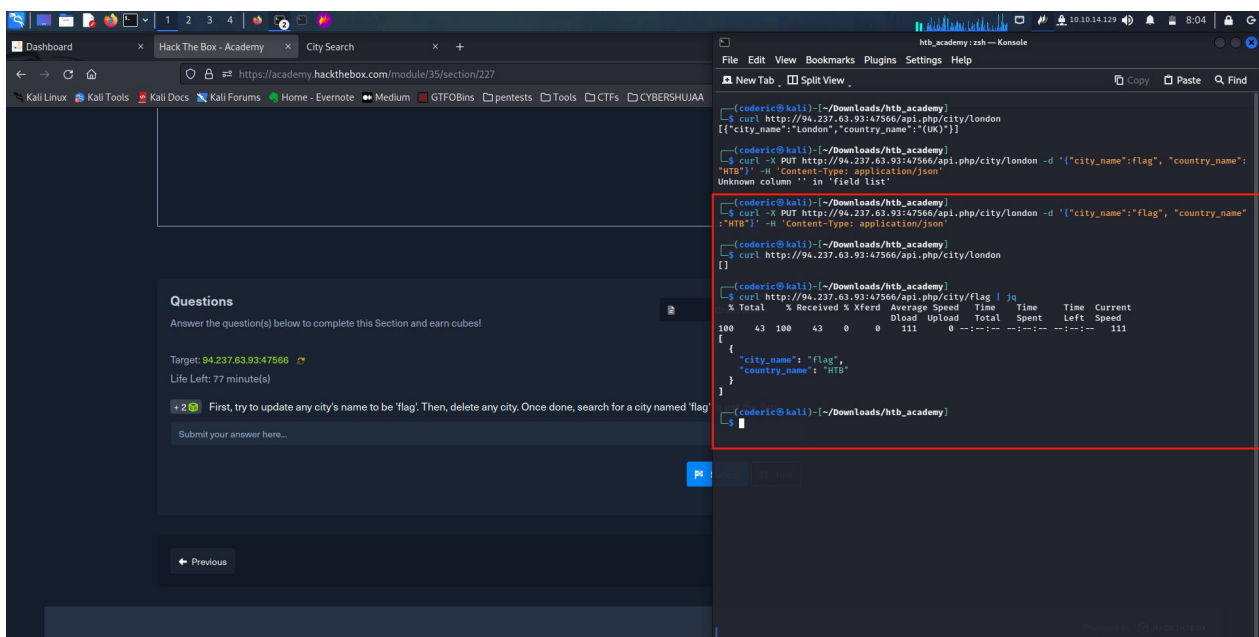 1 2 3 4
2
10.10.14.129
8:04
Dashboard
Hack The Box - Academy
City Search
https://academy.hackthebox.com/module/35/section/227
Kali Linux Kali Tools Kali Docs Kali Forums Home - Evernote Medium GTFOBins pentests Tools CTFs CYBERSHUJAA
Questions
Answer the question(s) below to complete this Section and earn cubes!
Target: 94.237.63.93:47566
Life Left: 77 minute(s)
+ 2 First, try to update any city's name to be 'flag'. Then, delete any city. Once done, search for a city named 'flag'
Submit your answer here...
Previous
htb_academy : zsh — Konsole
File Edit View Bookmarks Plugins Settings Help
New Tab Split View Copy Paste Find
(coderic㉿kali)-[~/Downloads/htb_academy]
$ curl http://94.237.63.93:47566/api.php/city/london
[{"city_name":"London","country_name":"(UK)"}]
(coderic㉿kali)-[~/Downloads/htb_academy]
$ curl -X PUT http://94.237.63.93:47566/api.php/city/london -d '{"city_name":flag", "country_name":
"HTB"}' -H 'Content-Type: application/json'
Unknown column '' in 'field list'
(coderic㉿kali)-[~/Downloads/htb_academy]
$ curl -X PUT http://94.237.63.93:47566/api.php/city/london -d '{"city_name":"flag", "country_name"
:"HTB"}' -H 'Content-Type: application/json'
(coderic㉿kali)-[~/Downloads/htb_academy]
$ curl http://94.237.63.93:47566/api.php/city/london
[]
(coderic㉿kali)-[~/Downloads/htb_academy]
$ curl http://94.237.63.93:47566/api.php/city/flag | jq
% Total % Received % Xferd Average Speed Time Time Time Current
Dload Upload Total Spent Left Speed
100 43 100 43 0 0 111 0 --:--:-- --:--:-- --:--:-- 111
[
{
"city_name": "flag",
"country_name": "HTB"
}
]
(coderic㉿kali)-[~/Downloads/htb_academy]
$